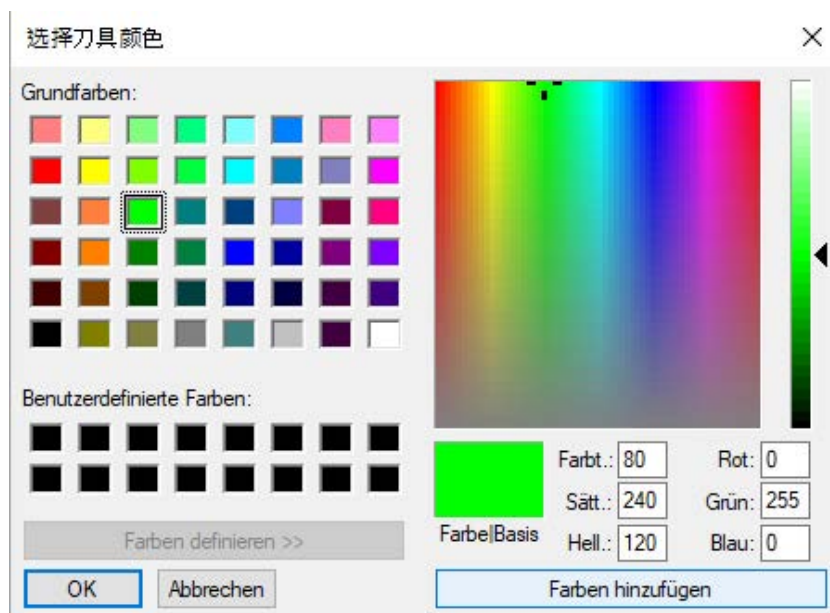 选择刀具颜色
Grundfarben:
Benutzerdefinierte Farben:
Farben definieren >>
OK
Abbrechen
Farbe|Basis
Farbt.: 80
Sätt.: 240
Hell.: 120
Rot: 0
Grün: 255
Blau: 0
Farben hinzufügen